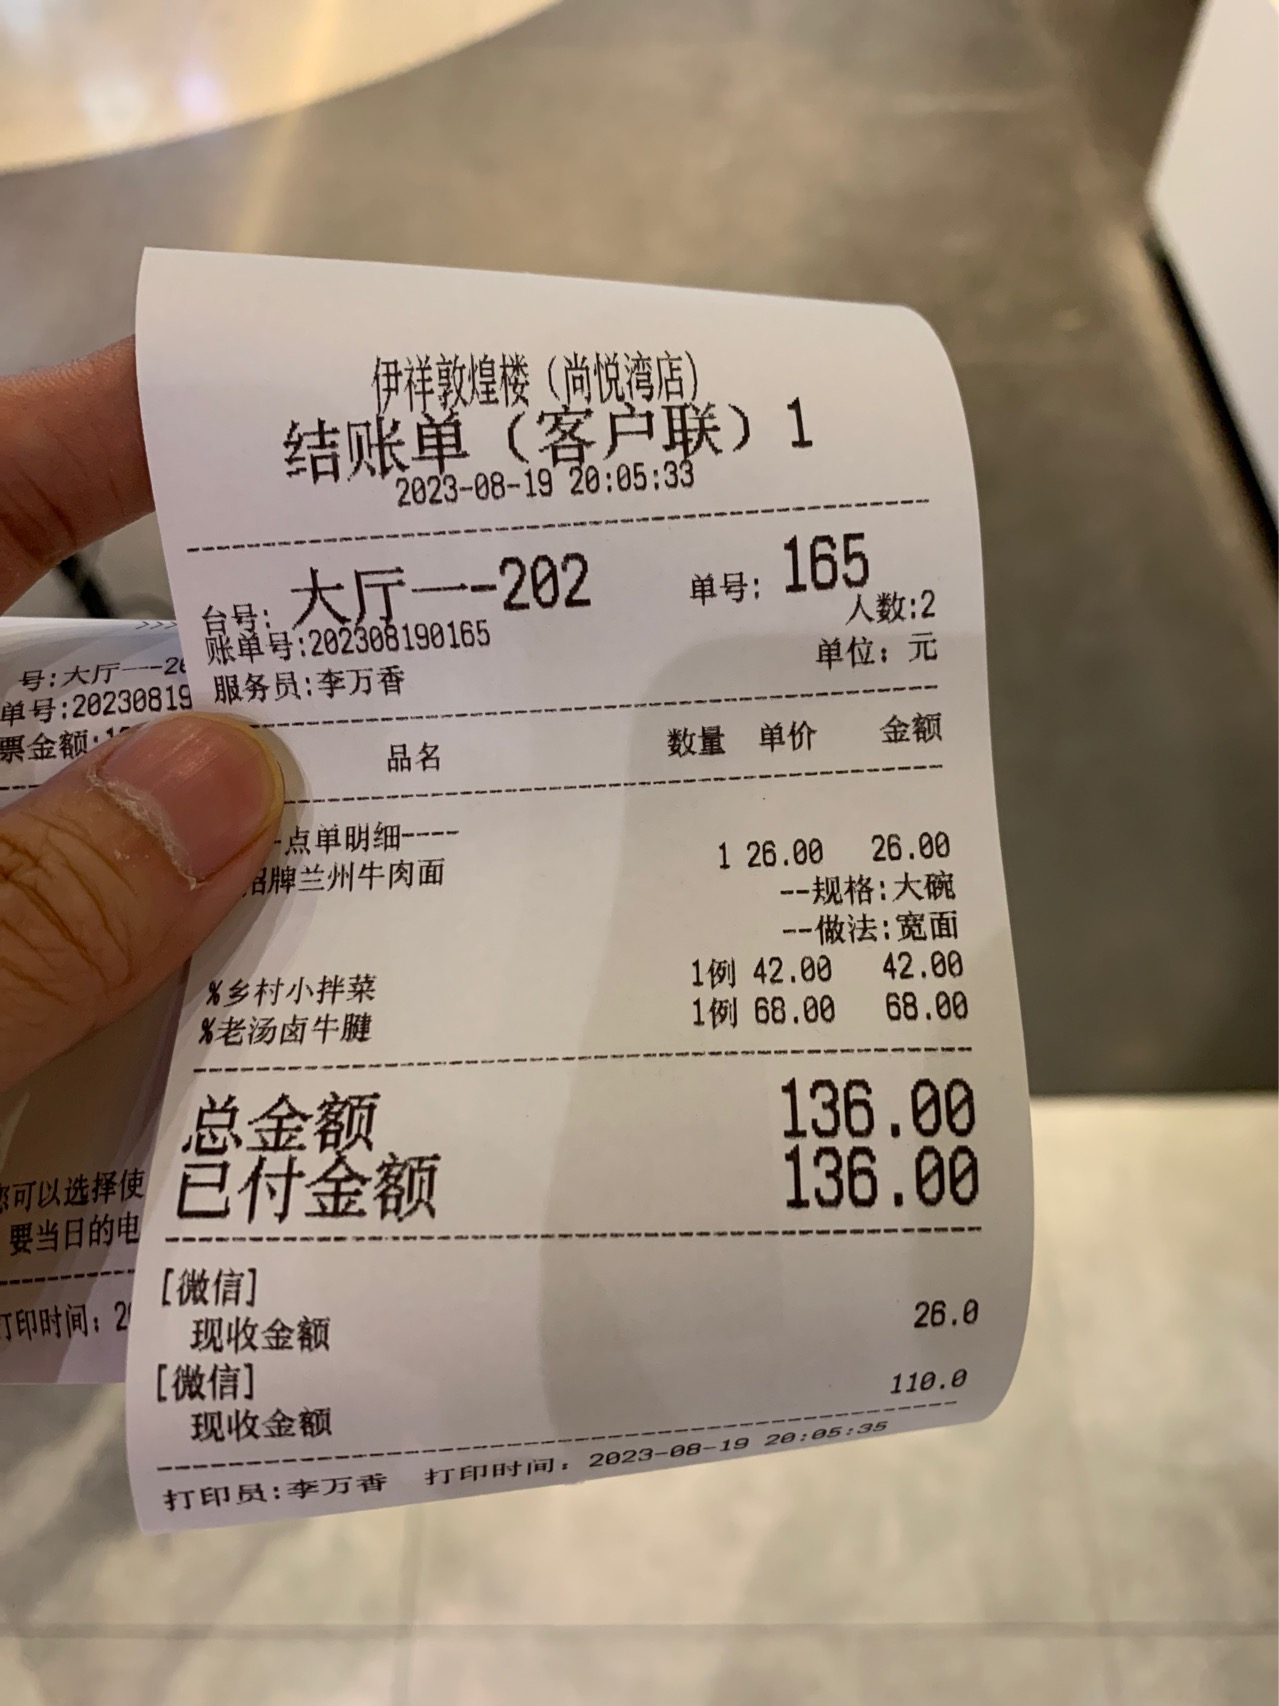 伊祥敦煌楼（尚悦湾店）
结账单（客户联）1
2023-08-19 20:05:33
台号: 大厅一-202 单号: 165
人数:2
账单号:202308190165
单位: 元
服务员:李万香
品名 数量 单价 金额
-点单明细----
招牌兰州牛肉面 1 26.00 26.00
--规格:大碗
--做法:宽面
%乡村小拌菜 1例 42.00 42.00
%老汤卤牛腱 1例 68.00 68.00
总金额 136.00
已付金额 136.00
[微信]
现收金额 26.0
[微信]
现收金额 110.0
打印员:李万香 打印时间: 2023-08-19 20:05:35
>>>
号:大厅一-20
单号:20230819
票金额:
您可以选择使
要当日的电
打印时间: 20